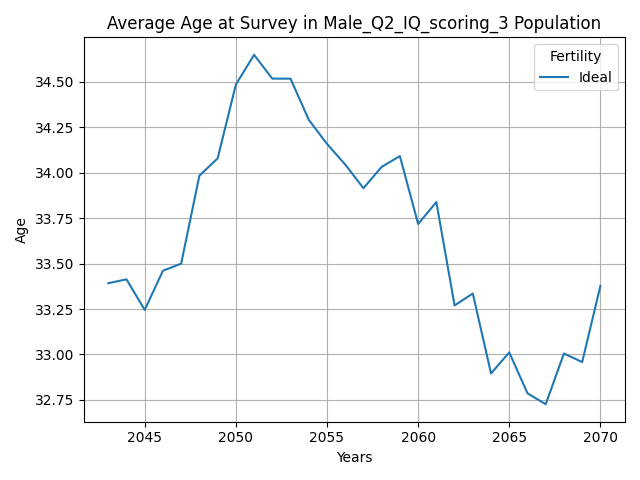 Average Age at Survey in Male_Q2_IQ_scoring_3 Population
Fertility
Ideal
34.50
34.25
34.00
33.75
33.50
33.25
33.00
32.75
Age
2045 2050 2055 2060 2065 2070
Years